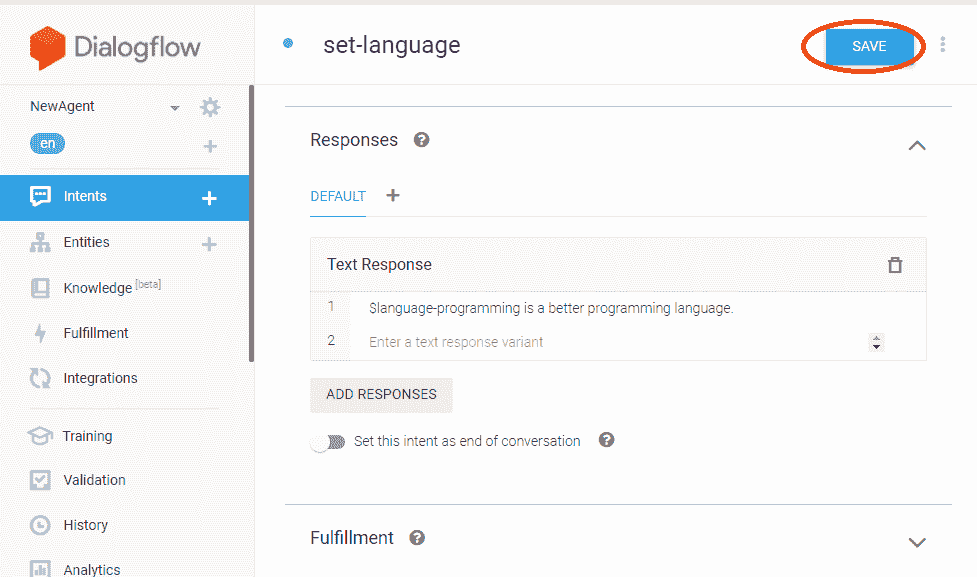 Dialogflow
set-language
SAVE
NewAgent
en
Intents
Entities
Knowledge [beta]
Fulfillment
Integrations
Training
Validation
History
Analytics
Responses
DEFAULT
Text Response
1 Slanguage-programming is a better programming language.
2 Enter a text response variant
ADD RESPONSES
Set this intent as end of conversation
Fulfillment